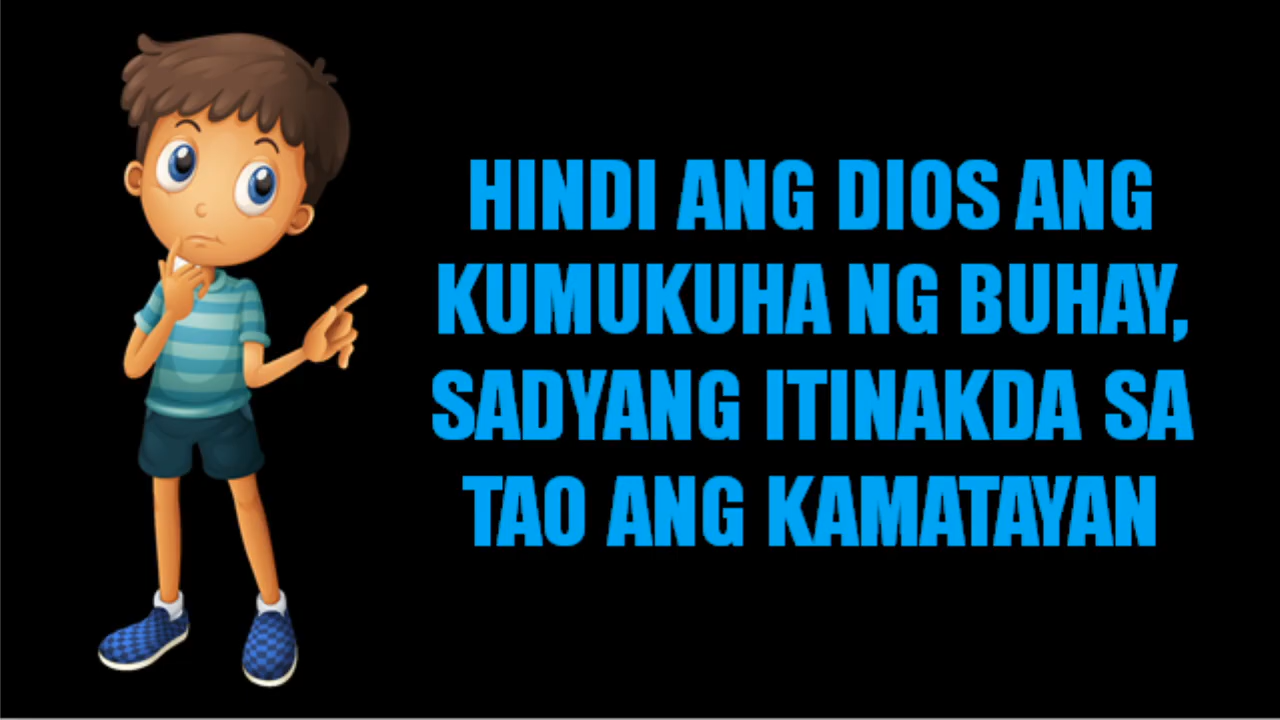 HINDI ANG DIOS ANG
KUMUKUHA NG BUHAY,
SADYANG ITINAKDA SA
TAO ANG KAMATAYAN